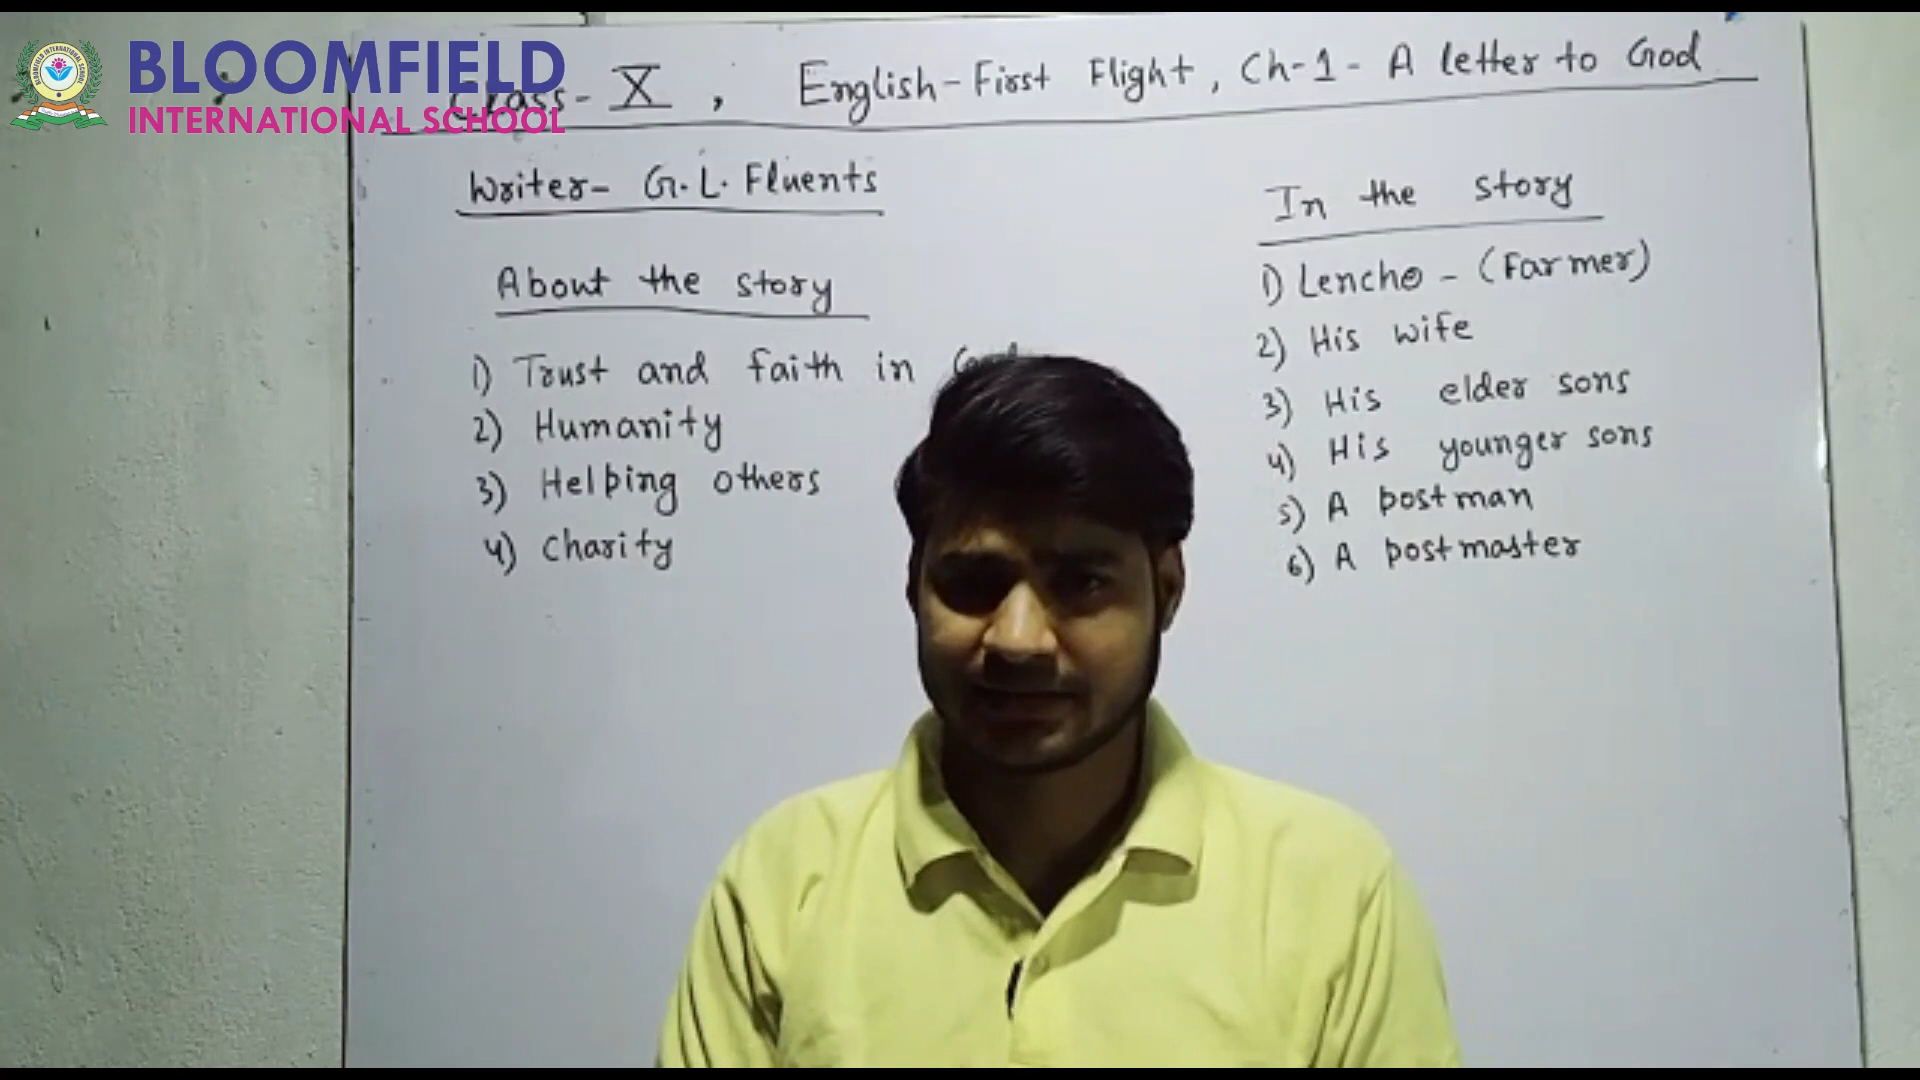 BLOOMFIELD
INTERNATIONAL SCHOOL
Class - X, English - First Flight, Ch-1 - A letter to God
Writer - G.L. Fluents
About the story
1) Trust and faith in God
2) Humanity
3) Helping others
4) Charity
In the story
1) Lencho - (Farmer)
2) His wife
3) His elder sons
4) His younger sons
5) A postman
6) A postmaster